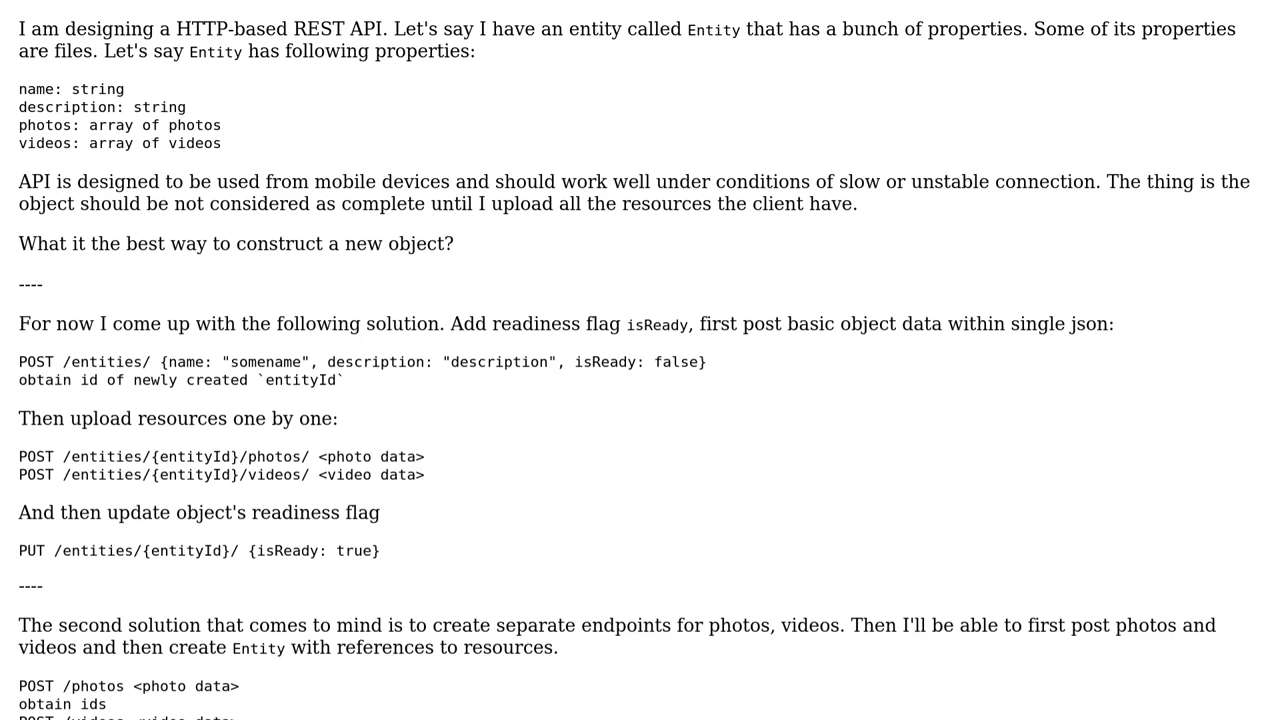 I am designing a HTTP-based REST API. Let's say I have an entity called Entity that has a bunch of properties. Some of its properties
are files. Let's say Entity has following properties:
name: string
description: string
photos: array of photos
videos: array of videos
API is designed to be used from mobile devices and should work well under conditions of slow or unstable connection. The thing is the
object should be not considered as complete until I upload all the resources the client have.
What it the best way to construct a new object?
----
For now I come up with the following solution. Add readiness flag isReady, first post basic object data within single json:
POST /entities/ {name: "somename", description: "description", isReady: false}
obtain id of newly created `entityId`
Then upload resources one by one:
POST /entities/{entityId}/photos/ <photo data>
POST /entities/{entityId}/videos/ <video data>
And then update object's readiness flag
PUT /entities/{entityId}/ {isReady: true}
----
The second solution that comes to mind is to create separate endpoints for photos, videos. Then I'll be able to first post photos and
videos and then create Entity with references to resources.
POST /photos <photo data>
obtain ids
POST /videos <video data>